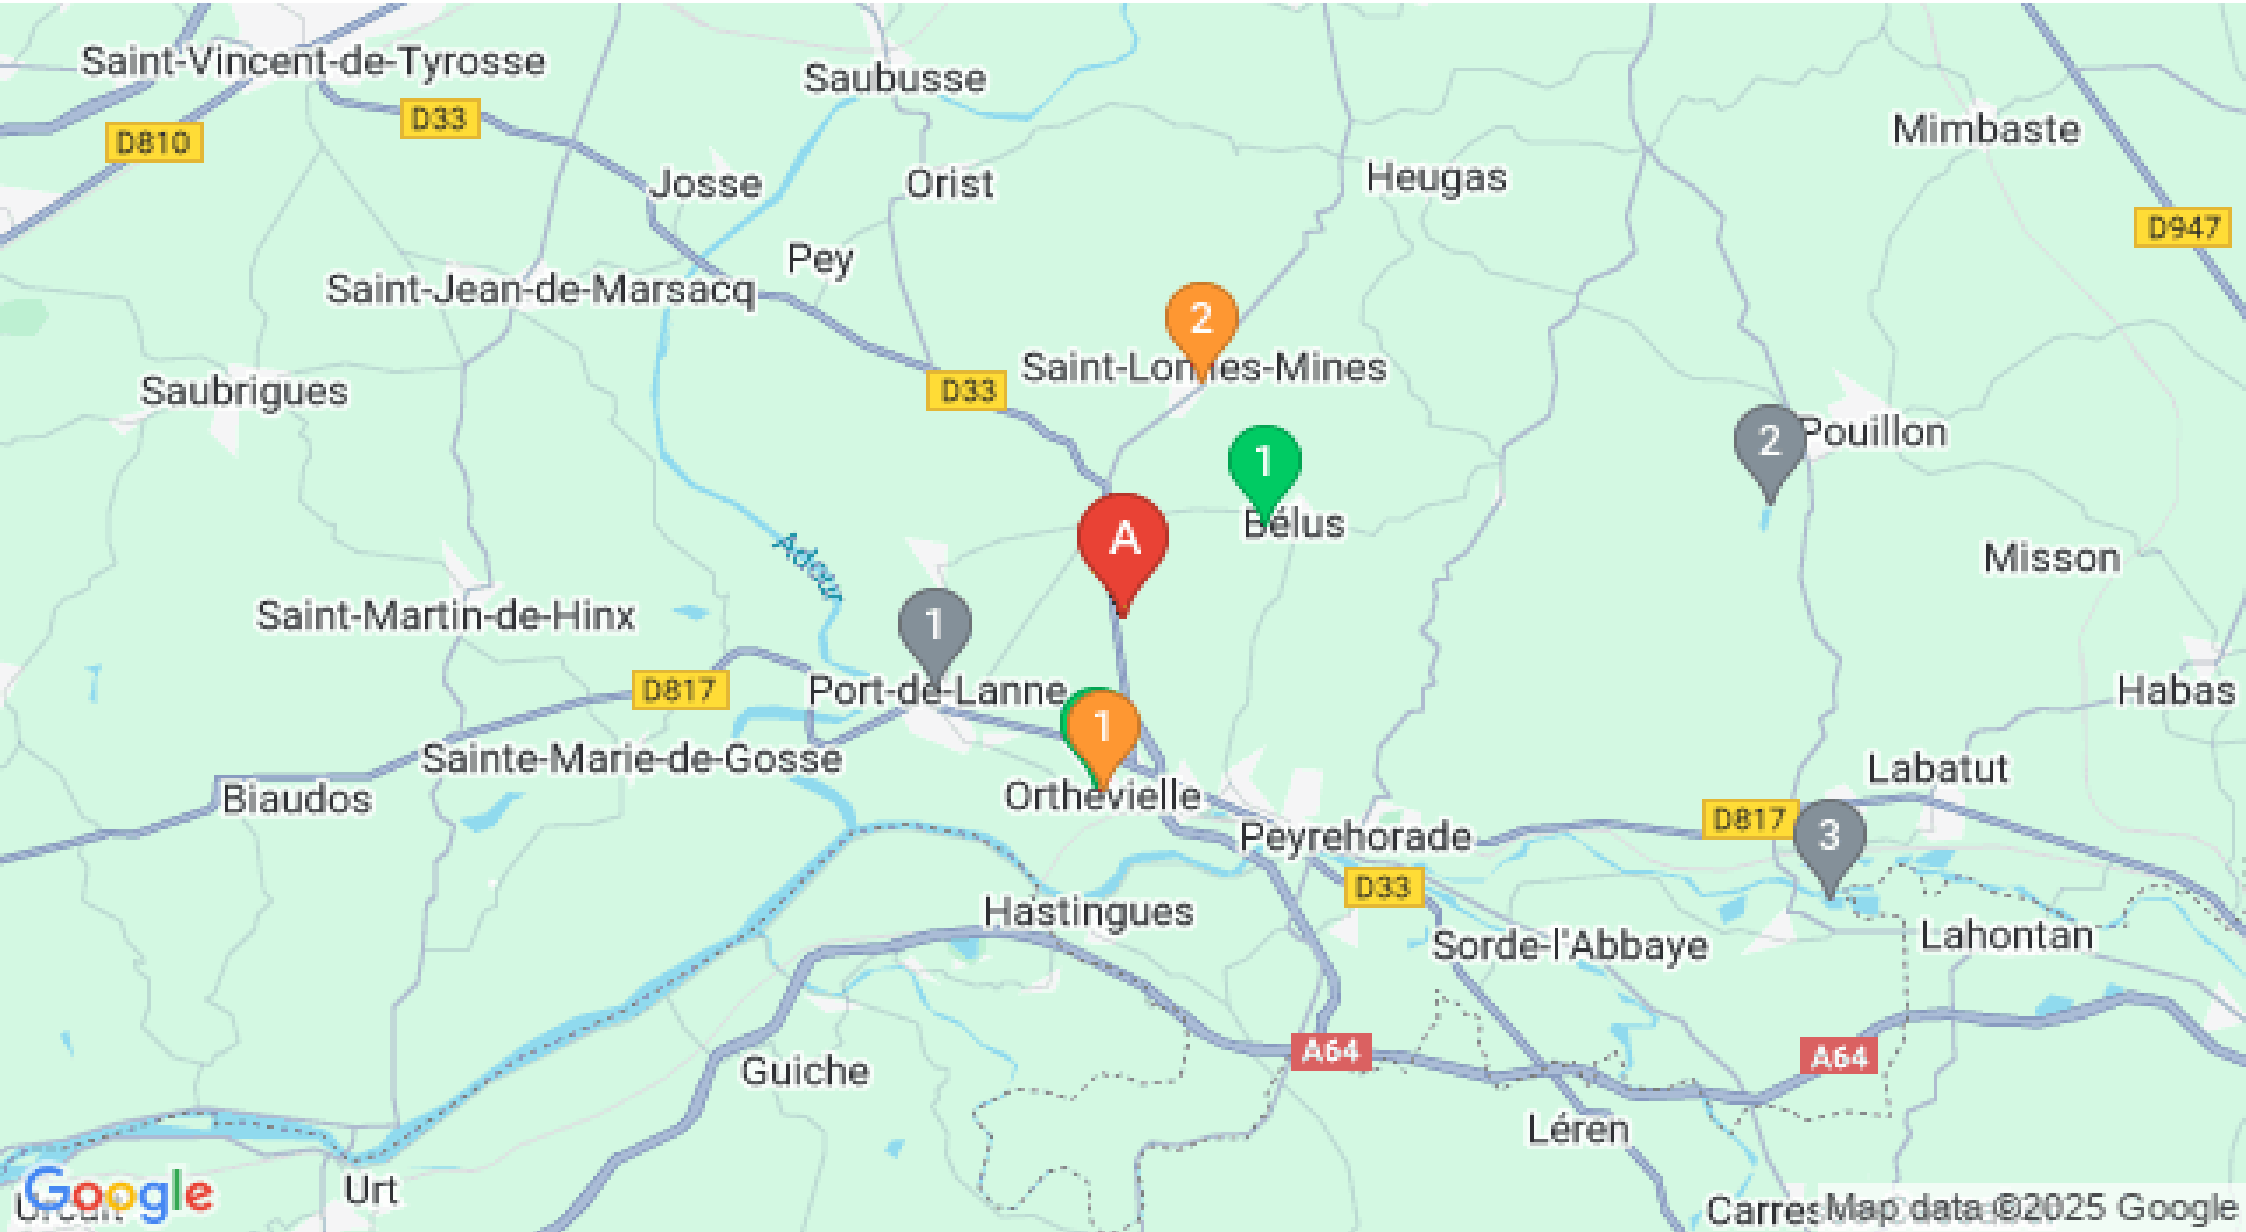 Saint-Vincent-de-Tyrosse
Saubusse
D33
D810
Mimbaste
Josse
Orist
Heugas
D947
Pey
Saint-Jean-de-Marsacq
2
Saint-Lon-les-Mines
Saubrigues
D33
1
2
Pouillon
A
Bélus
Adour
Misson
Saint-Martin-de-Hinx
1
D817
Port-de-Lanne
Habas
1
Sainte-Marie-de-Gosse
Biaudos
Orthevielle
Labatut
D817
3
Peyrehorade
D33
Hastingues
Sorde-l'Abbaye
Lahontan
A64
A64
Guiche
Léren
Urt
Google
Map data ©2025 Google